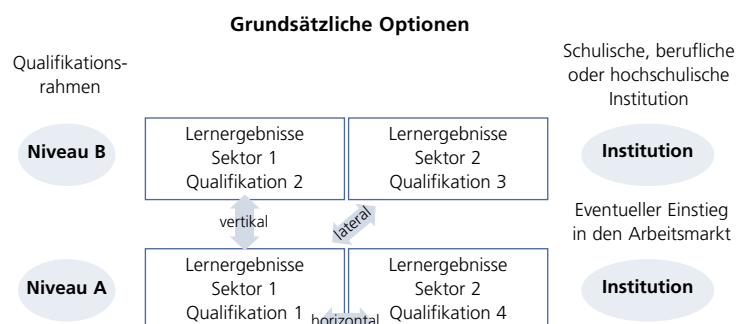 Grundsätzliche Optionen
Qualifikations-
rahmen
Schulische, berufliche
oder hochschulische
Institution
Niveau B
Lernergebnisse
Sektor 1
Qualifikation 2
Lernergebnisse
Sektor 2
Qualifikation 3
Institution
vertikal
lateral
Eventueller Einstieg
in den Arbeitsmarkt
Niveau A
Lernergebnisse
Sektor 1
Qualifikation 1
horizontal
Lernergebnisse
Sektor 2
Qualifikation 4
Institution